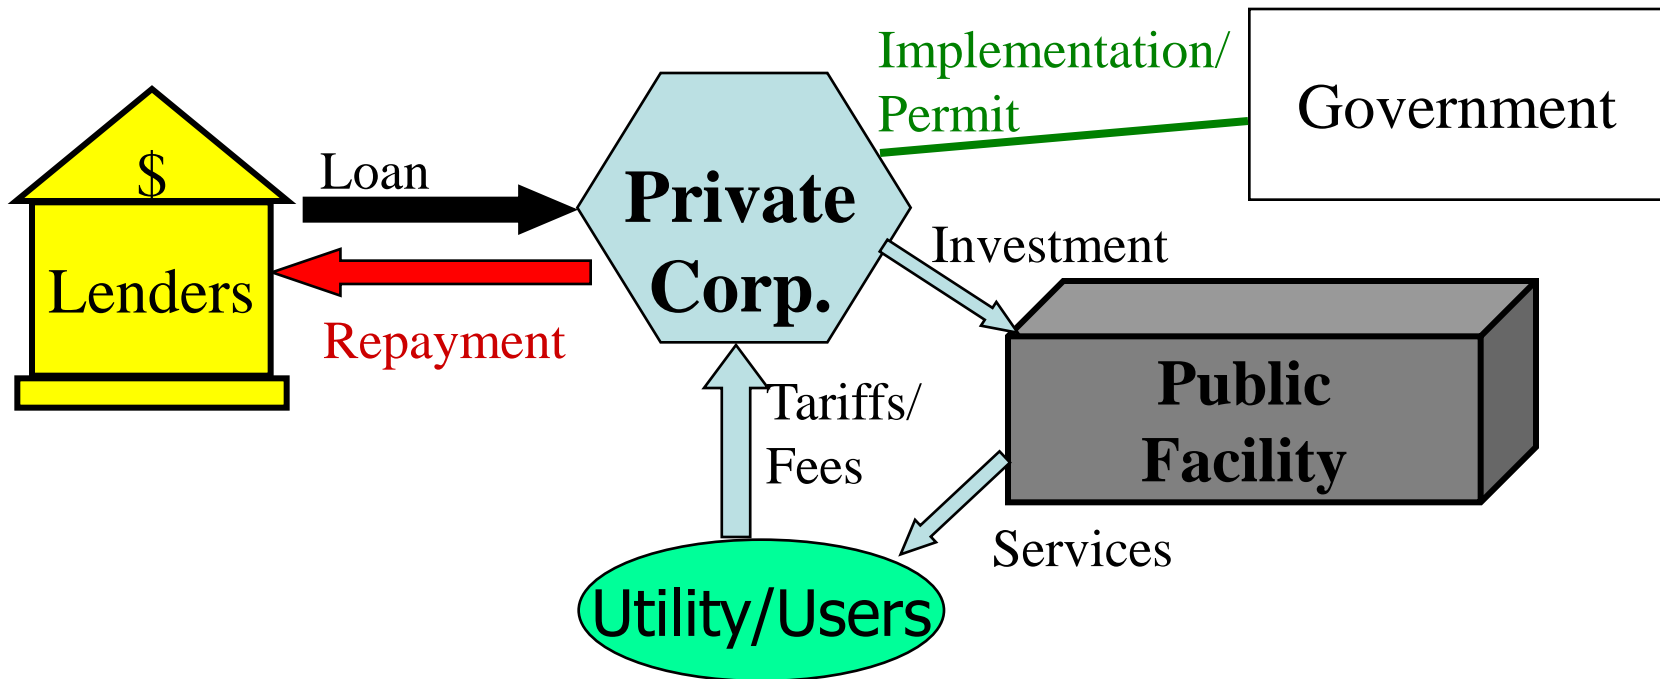 Implementation/
Permit
Government
$
Loan
Private
Corp.
Lenders
Investment
Repayment
Tariffs/
Fees
Public
Facility
Services
Utility/Users